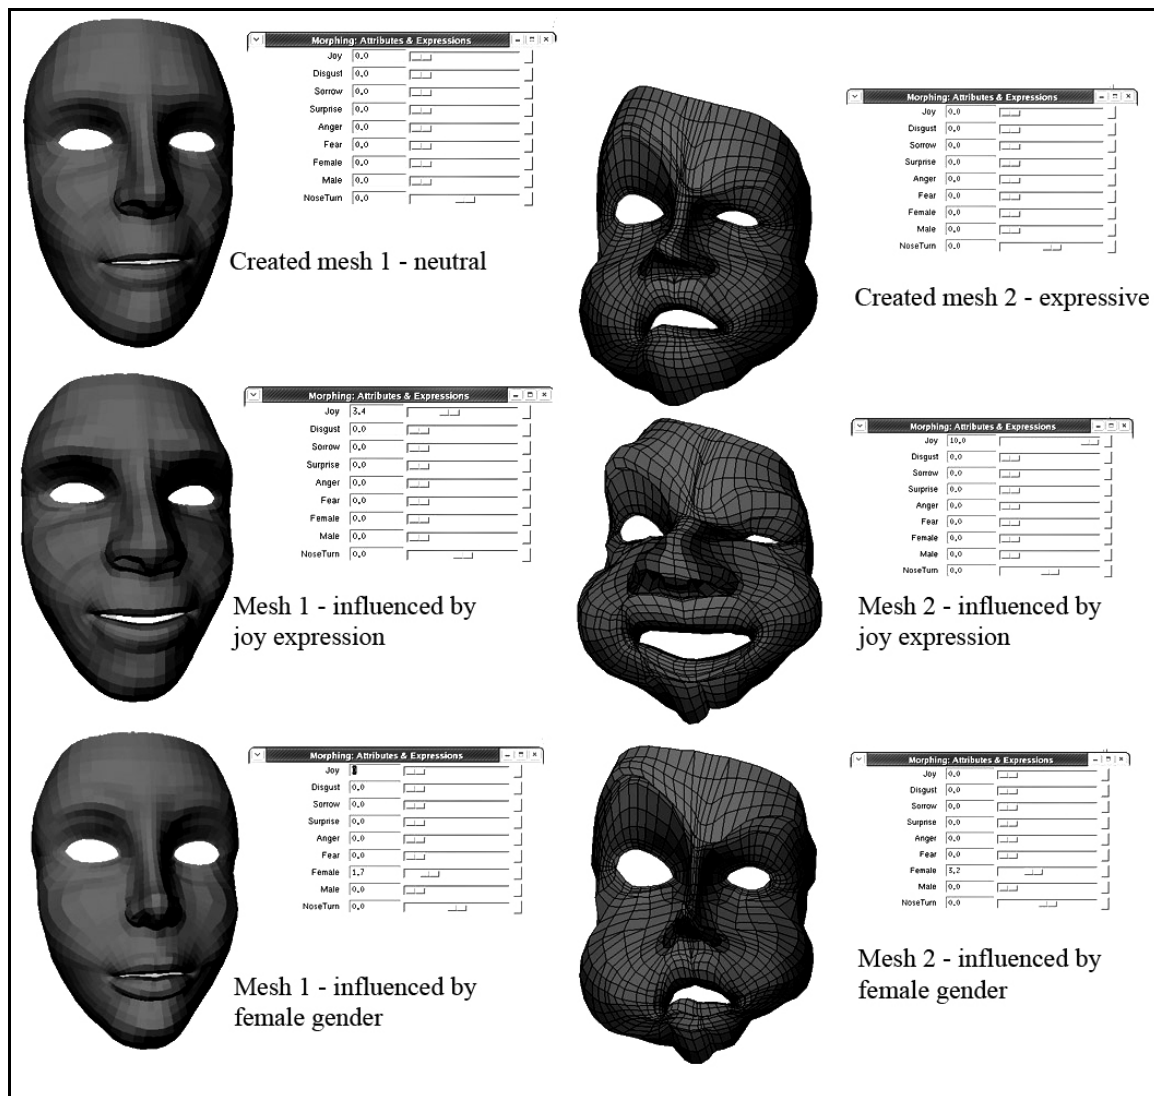 Morphing: Attributes & Expressions
Joy 0.0
Disgust 0.0
Sorrow 0.0
Surprise 0.0
Anger 0.0
Fear 0.0
Female 0.0
Male 0.0
NoseTurn 0.0
Created mesh 1 - neutral
Morphing: Attributes & Expressions
Joy 0.0
Disgust 0.0
Sorrow 0.0
Surprise 0.0
Anger 0.0
Fear 0.0
Female 0.0
Male 0.0
NoseTurn 0.0
Created mesh 2 - expressive
Morphing: Attributes & Expressions
Joy 3.4
Disgust 0.0
Sorrow 0.0
Surprise 0.0
Anger 0.0
Fear 0.0
Female 0.0
Male 0.0
NoseTurn 0.0
Mesh 1 - influenced by
joy expression
Morphing: Attributes & Expressions
Joy 10.0
Disgust 0.0
Sorrow 0.0
Surprise 0.0
Anger 0.0
Fear 0.0
Female 0.0
Male 0.0
NoseTurn 0.0
Mesh 2 - influenced by
joy expression
Morphing: Attributes & Expressions
Joy
Disgust 0.0
Sorrow 0.0
Surprise 0.0
Anger 0.0
Fear 0.0
Female 1.7
Male 0.0
NoseTurn 0.0
Mesh 1 - influenced by
female gender
Morphing: Attributes & Expressions
Joy 0.0
Disgust 0.0
Sorrow 0.0
Surprise 0.0
Anger 0.0
Fear 0.0
Female 3.2
Male 0.0
NoseTurn 0.0
Mesh 2 - influenced by
female gender